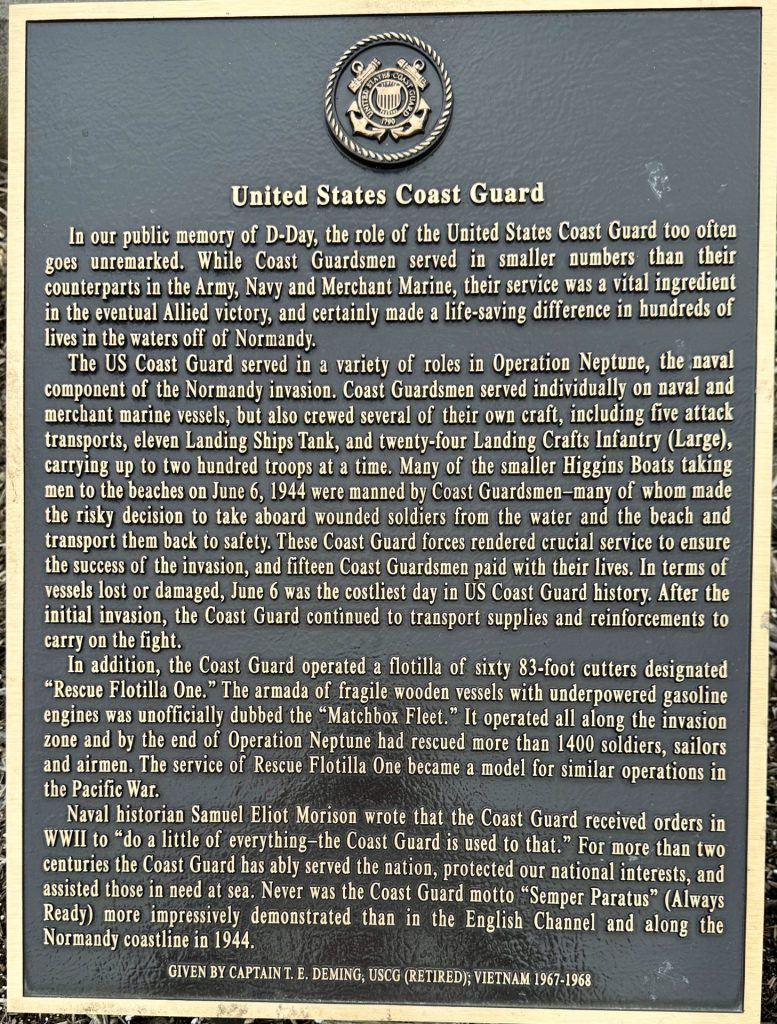 UNITED STATES COAST GUARD
1790
United States Coast Guard
In our public memory of D-Day, the role of the United States Coast Guard too often
goes unremarked. While Coast Guardsmen served in smaller numbers than their
counterparts in the Army, Navy and Merchant Marine, their service was a vital ingredient
in the eventual Allied victory, and certainly made a life-saving difference in hundreds of
lives in the waters off of Normandy.
The US Coast Guard served in a variety of roles in Operation Neptune, the naval
component of the Normandy invasion. Coast Guardsmen served individually on naval and
merchant marine vessels, but also crewed several of their own craft, including five attack
transports, eleven Landing Ships Tank, and twenty-four Landing Crafts Infantry (Large),
carrying up to two hundred troops at a time. Many of the smaller Higgins Boats taking
men to the beaches on June 6, 1944 were manned by Coast Guardsmen–many of whom made
the risky decision to take aboard wounded soldiers from the water and the beach and
transport them back to safety. These Coast Guard forces rendered crucial service to ensure
the success of the invasion, and fifteen Coast Guardsmen paid with their lives. In terms of
vessels lost or damaged, June 6 was the costliest day in US Coast Guard history. After the
initial invasion, the Coast Guard continued to transport supplies and reinforcements to
carry on the fight.
In addition, the Coast Guard operated a flotilla of sixty 83-foot cutters designated
“Rescue Flotilla One.” The armada of fragile wooden vessels with underpowered gasoline
engines was unofficially dubbed the “Matchbox Fleet.” It operated all along the invasion
zone and by the end of Operation Neptune had rescued more than 1400 soldiers, sailors
and airmen. The service of Rescue Flotilla One became a model for similar operations in
the Pacific War.
Naval historian Samuel Eliot Morison wrote that the Coast Guard received orders in
WWII to “do a little of everything–the Coast Guard is used to that.” For more than two
centuries the Coast Guard has ably served the nation, protected our national interests, and
assisted those in need at sea. Never was the Coast Guard motto “Semper Paratus” (Always
Ready) more impressively demonstrated than in the English Channel and along the
Normandy coastline in 1944.
GIVEN BY CAPTAIN T. E. DEMING, USCG (RETIRED); VIETNAM 1967-1968